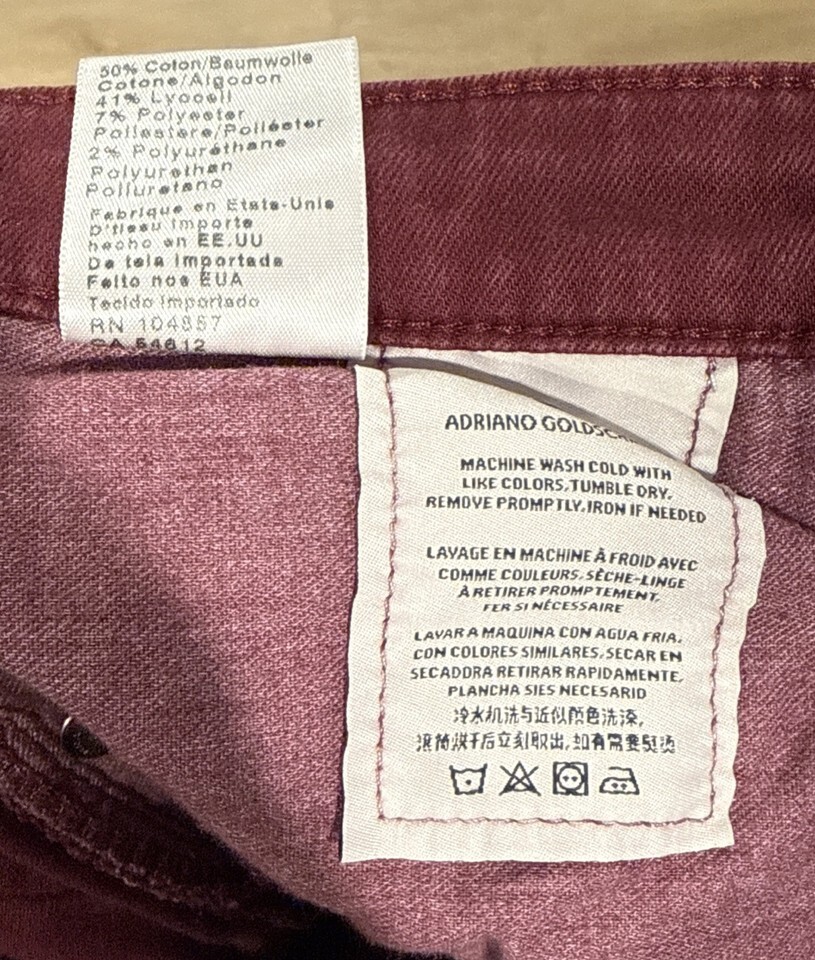 50% Coton/Baumwolle
Cotone/Algodon
41% Lyocell
7% Polyester
Poliestere/Poliéster
2% Polyuréthane
Polyurethan
Poliuretano
Fabrique en Etats-Unis
D'tissu importe
hecho en EE.UU
De tela importada
Feito nos EUA
Tecido importado
RN 104857
CA 54612
ADRIANO
MACHINE WASH COLD WITH
LIKE COLORS,TUMBLE DRY.
REMOVE PROMPTLY,IRON IF NEEDED
LAVAGE EN MACHINE À FROID AVEC
COMME COULEURS. SÈCHE-LINGE
À RETIRER PROMPTEMENT,
FER SI NÉCESSAIRE
LAVAR A MAQUINA CON AGUA FRIA,
CON COLORES SIMILARES. SECAR EN
SECADORA RETIRAR RAPIDAMENTE,
PLANCHA SIES NECESARID
冷水机洗与近似颜色洗涤,
滚筒烘干后立刻取出,如有需要熨烫